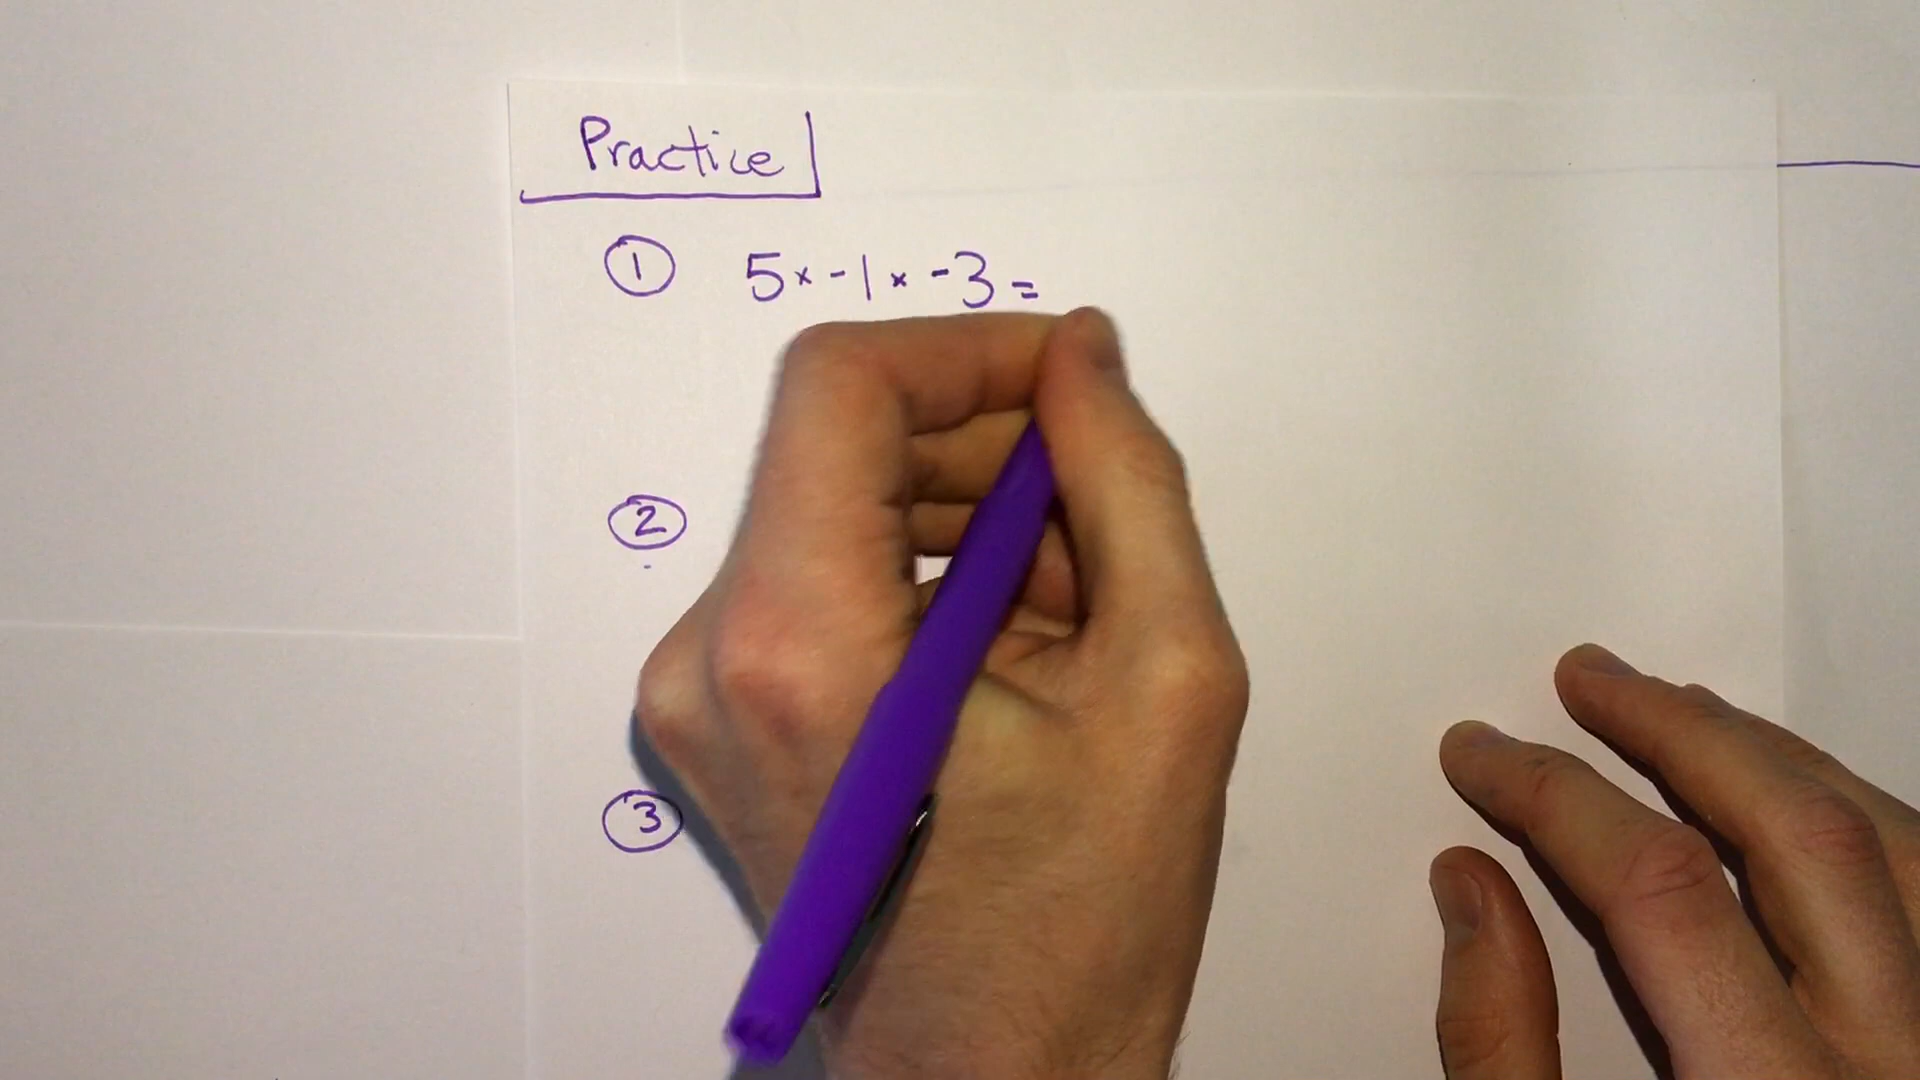 Practice
① 5 × -1 × -3 =
②
③